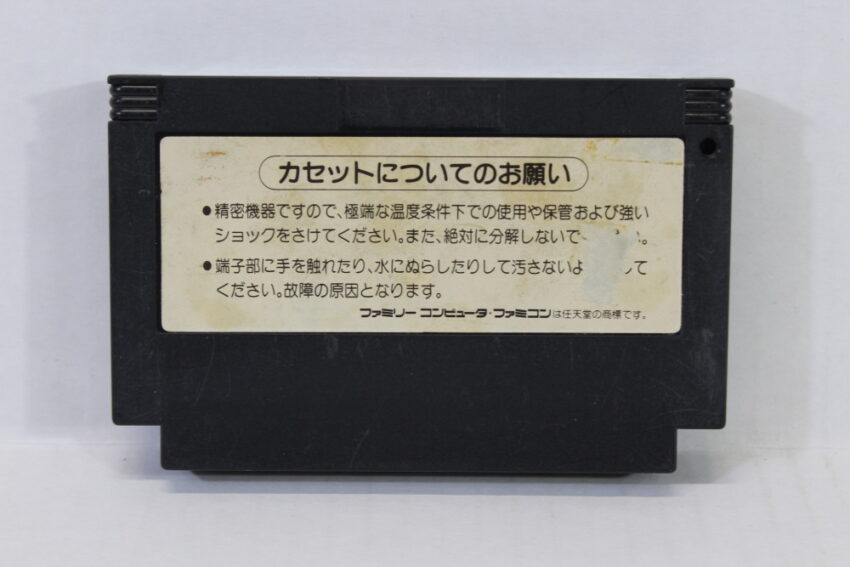 カセットについてのお願い
●精密機器ですので、極端な温度条件下での使用や保管および強い
ショックをさけてください。また、絶対に分解しないで 。
●端子部に手を触れたり、水にぬらしたりして汚さないよ して
ください。故障の原因となります。
ファミリーコンピュータ・ファミコンは任天堂の商標です。